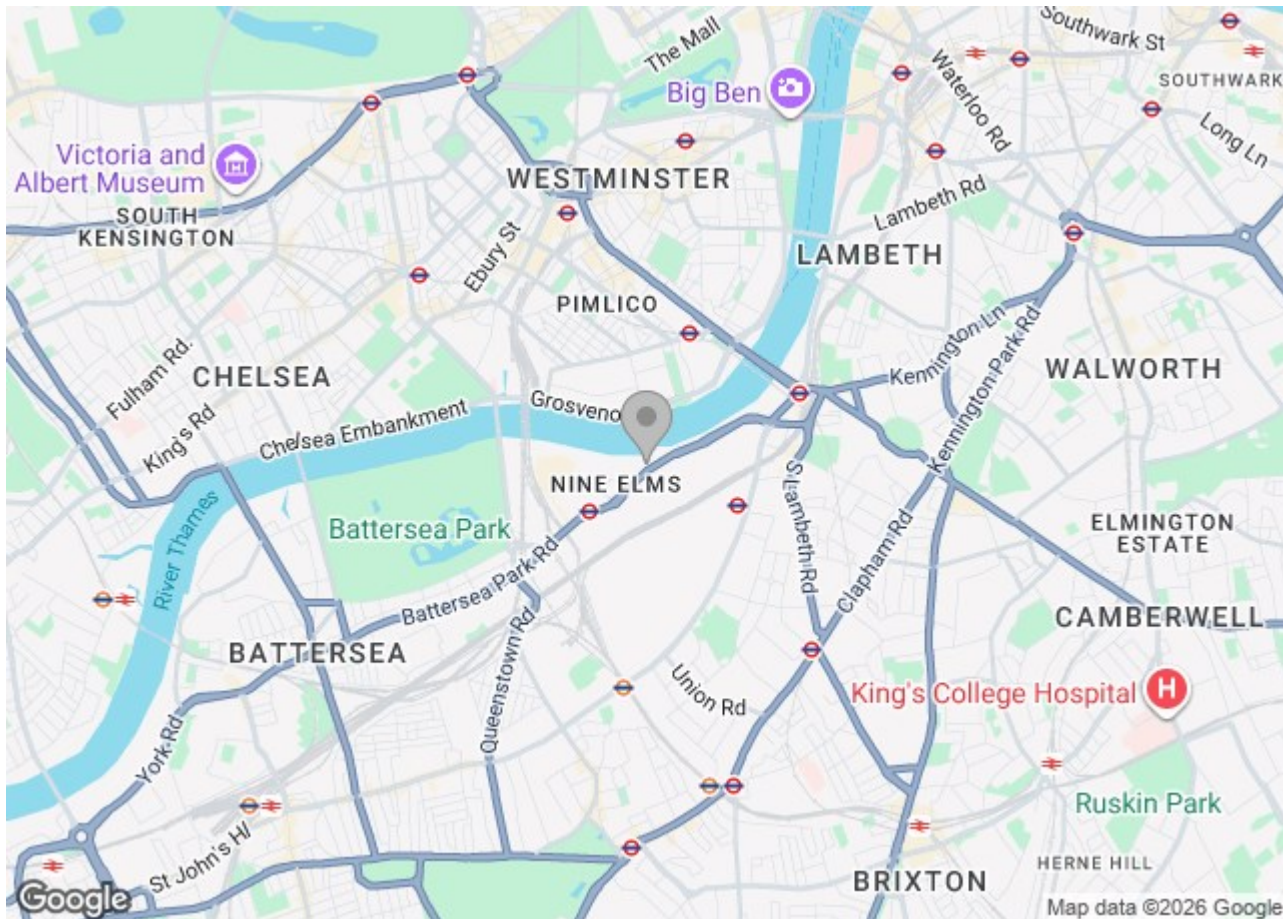 Southwark St
The Mall
SOUTHWARK
Big Ben
Waterloo Rd
Long Ln
Victoria and
Albert Museum
WESTMINSTER
SOUTH
KENSINGTON
Lambeth Rd
Ebury St
LAMBETH
PIMLICO
Kennington Ln
Kennington Park Rd
WALWORTH
Fulham Rd.
CHELSEA
King's Rd
Chelsea Embankment
Grosveno
NINE ELMS
S Lambeth Rd
River Thames
Battersea Park
Battersea Park Rd
Clapham Rd
ELMINGTON
ESTATE
CAMBERWELL
BATTERSEA
Queenstown Rd
Union Rd
King's College Hospital
H
York Rd
St John's H
Ruskin Park
HERNE HILL
BRIXTON
Google
Map data ©2026 Google